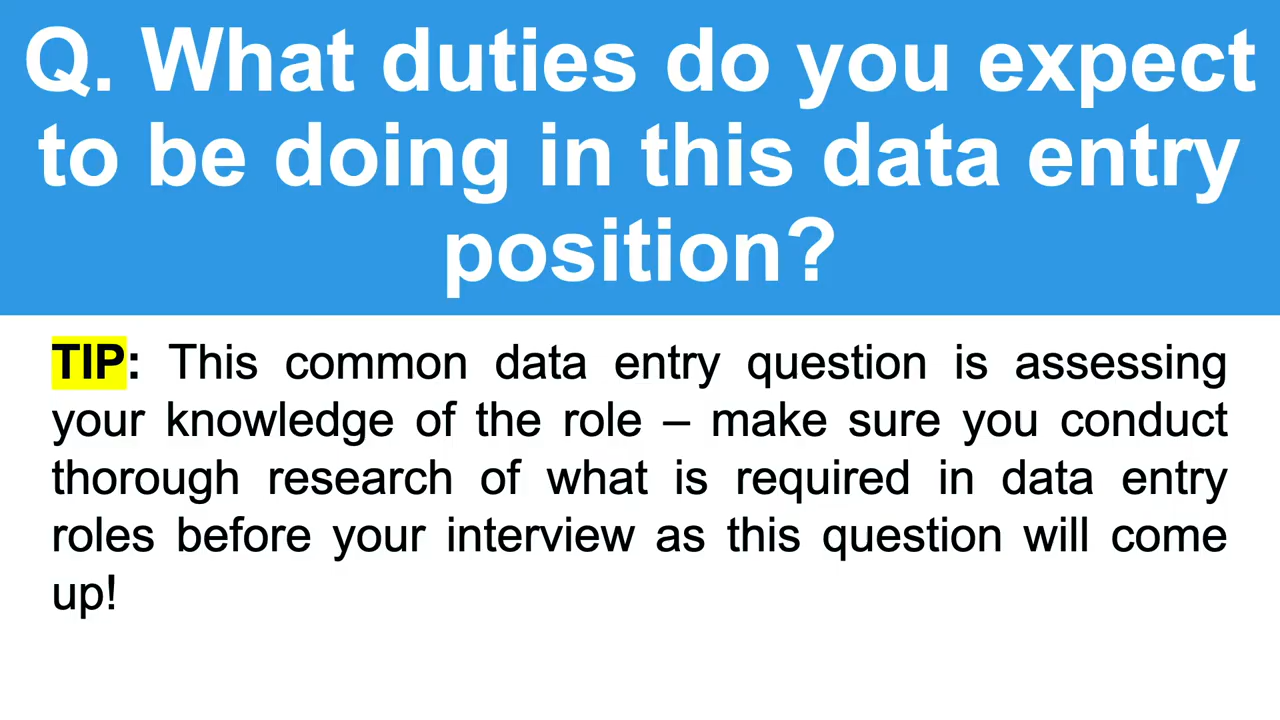 Q. What duties do you expect
to be doing in this data entry
position?
TIP: This common data entry question is assessing
your knowledge of the role – make sure you conduct
thorough research of what is required in data entry
roles before your interview as this question will come
up!